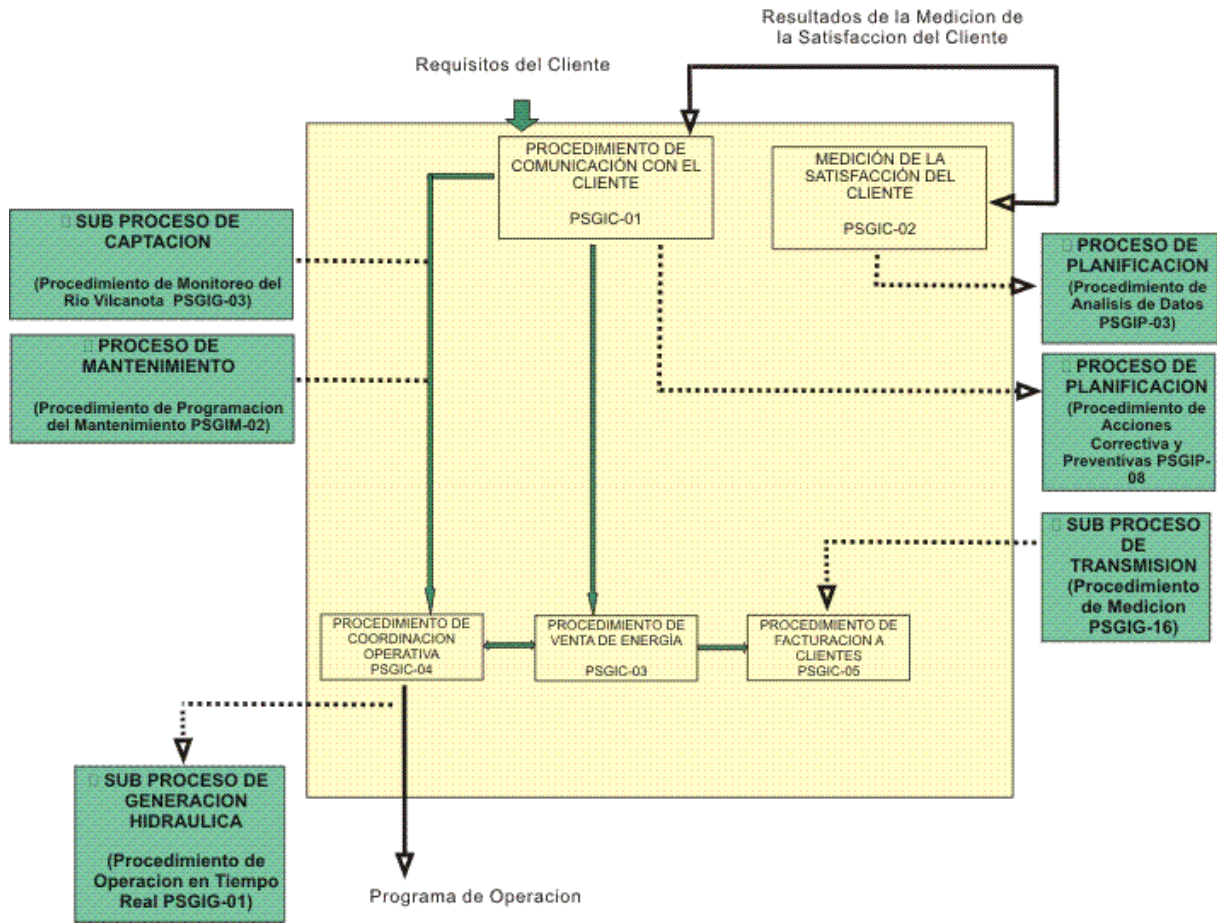 Resultados de la Medicion de
la Satisfaccion del Cliente
Requisitos del Cliente
PROCEDIMIENTO DE
COMUNICACIÓN CON EL
CLIENTE
PSGIC-01
MEDICIÓN DE LA
SATISFACCIÓN DEL
CLIENTE
PSGIC-02
SUB PROCESO DE
CAPTACION
(Procedimiento de Monitoreo del
Rio Vilcanota PSGIG-03)
PROCESO DE
PLANIFICACION
(Procedimiento de
Analisis de Datos
PSGIP-03)
PROCESO DE
MANTENIMIENTO
(Procedimiento de Programacion
del Mantenimiento PSGIM-02)
PROCESO DE
PLANIFICACION
(Procedimiento de
Acciones
Correctiva y
Preventivas PSGIP-
08
SUB PROCESO
DE
TRANSMISION
(Procedimiento
de Medicion
PSGIG-16)
PROCEDIMIENTO DE
COORDINACION
OPERATIVA
PSGIC-04
PROCEDIMIENTO DE
VENTA DE ENERGÍA
PSGIC-03
PROCEDIMIENTO DE
FACTURACION A
CLIENTES
PSGIC-05
SUB PROCESO DE
GENERACION
HIDRAULICA
(Procedimiento de
Operacion en Tiempo
Real PSGIG-01)
Programa de Operacion